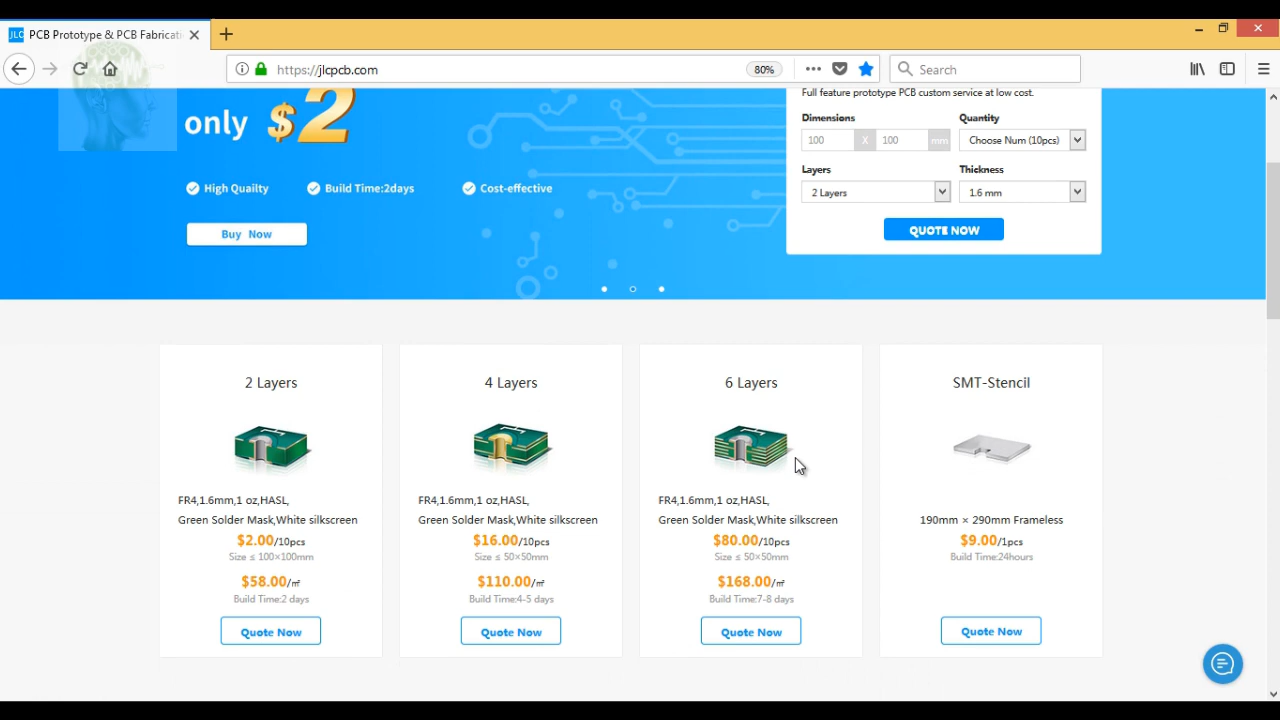 JLC PCB Prototype & PCB Fabricati
https://jlcpcb.com 80% Search
only $2
High Quailty Build Time:2days Cost-effective
Buy Now
Full feature prototype PCB custom service at low cost.
Dimensions Quantity
100 X 100 mm Choose Num (10pcs)
Layers Thickness
2 Layers 1.6 mm
QUOTE NOW
2 Layers
FR4,1.6mm,1 oz,HASL,
Green Solder Mask,White silkscreen
$2.00/10pcs
Size ≤ 100×100mm
$58.00/㎡
Build Time:2 days
Quote Now
4 Layers
FR4,1.6mm,1 oz,HASL,
Green Solder Mask,White silkscreen
$16.00/10pcs
Size ≤ 50×50mm
$110.00/㎡
Build Time:4-5 days
Quote Now
6 Layers
FR4,1.6mm,1 oz,HASL,
Green Solder Mask,White silkscreen
$80.00/10pcs
Size ≤ 50×50mm
$168.00/㎡
Build Time:7-8 days
Quote Now
SMT-Stencil
190mm × 290mm Frameless
$9.00/1pcs
Build Time:24hours
Quote Now